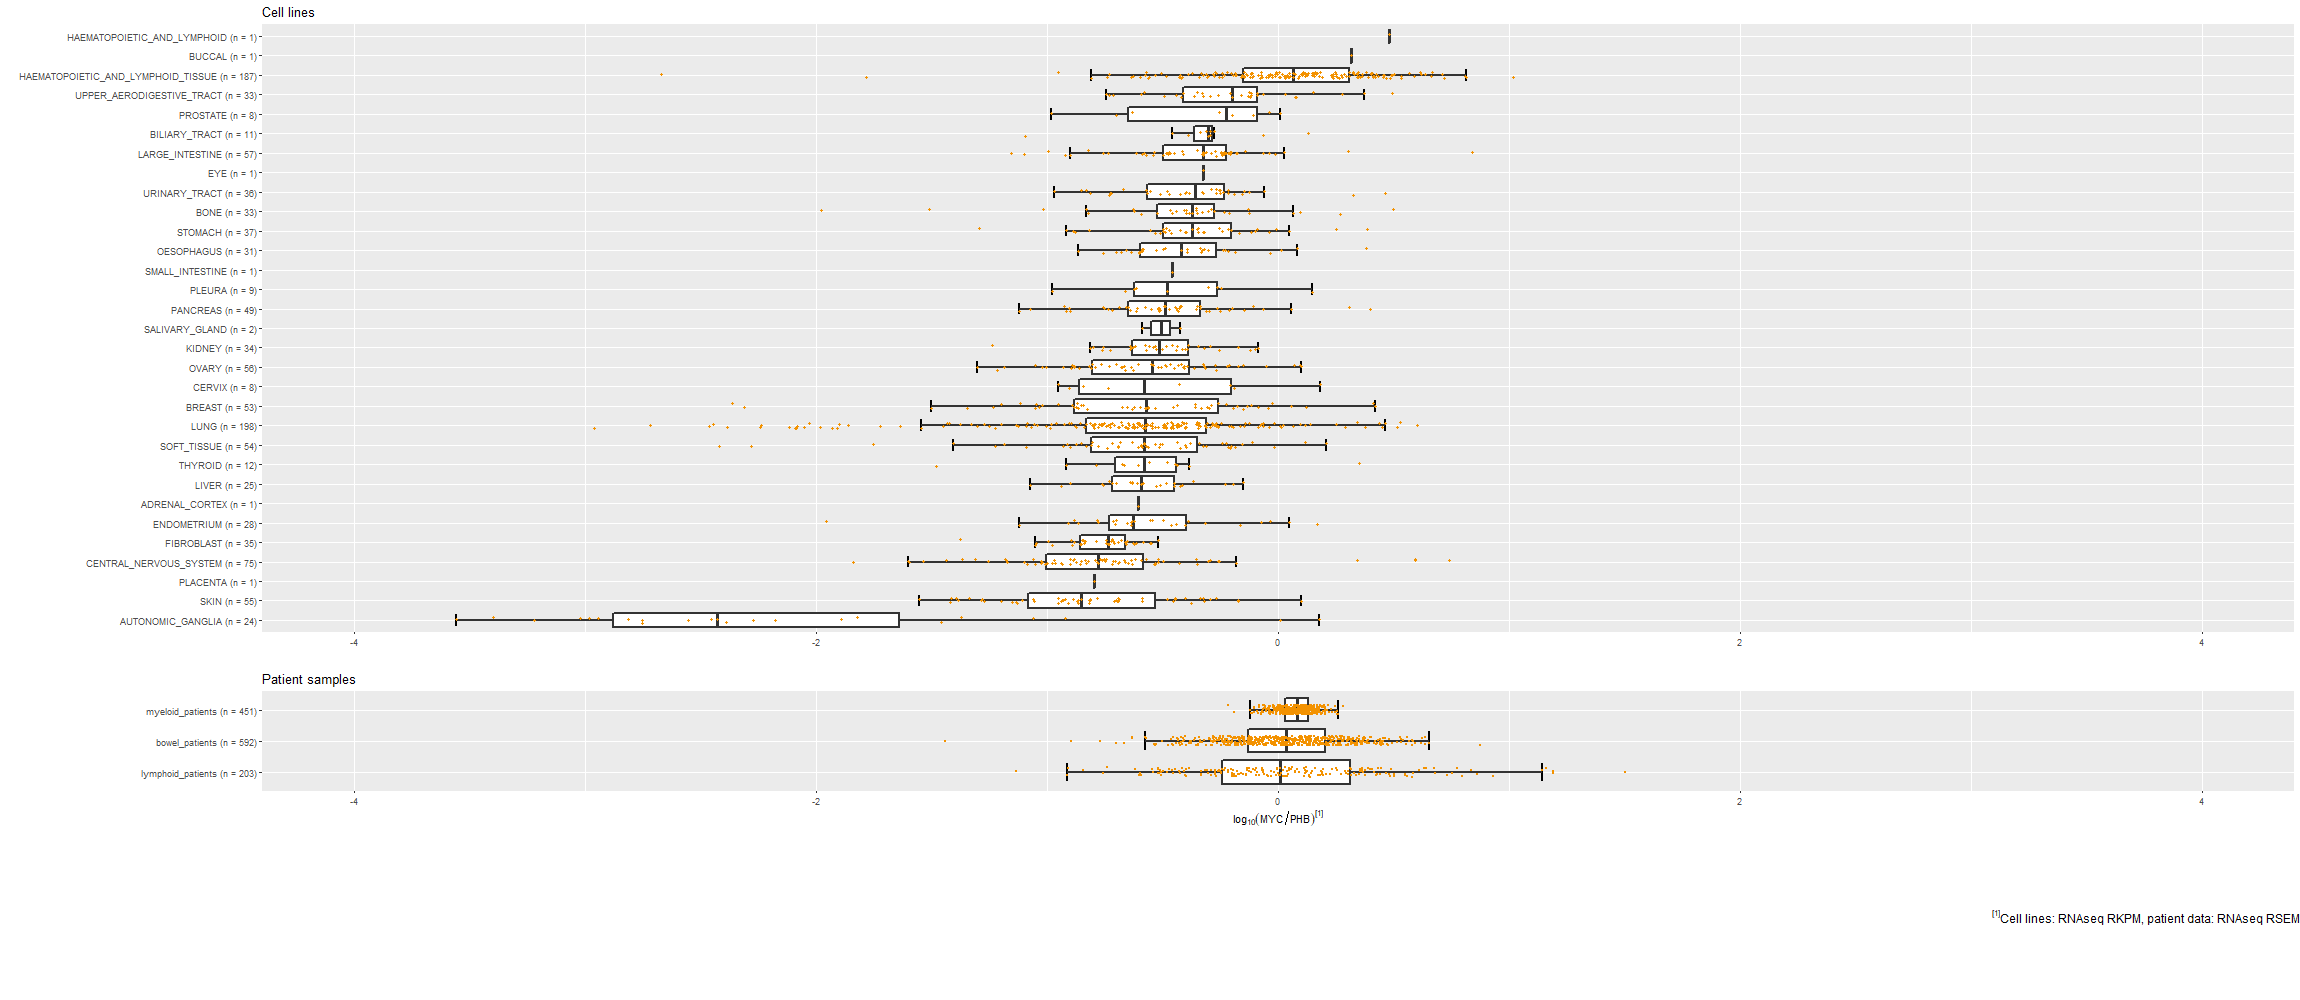 Cell lines
HAEMATOPOIETIC_AND_LYMPHOID (n = 1)
BUCCAL (n = 1)
HAEMATOPOIETIC_AND_LYMPHOID_TISSUE (n = 187)
UPPER_AERODIGESTIVE_TRACT (n = 33)
PROSTATE (n = 8)
BILIARY_TRACT (n = 11)
LARGE_INTESTINE (n = 57)
EYE (n = 1)
URINARY_TRACT (n = 36)
BONE (n = 33)
STOMACH (n = 37)
OESOPHAGUS (n = 31)
SMALL_INTESTINE (n = 1)
PLEURA (n = 9)
PANCREAS (n = 49)
SALIVARY_GLAND (n = 2)
KIDNEY (n = 34)
OVARY (n = 56)
CERVIX (n = 8)
BREAST (n = 53)
LUNG (n = 198)
SOFT_TISSUE (n = 54)
THYROID (n = 12)
LIVER (n = 25)
ADRENAL_CORTEX (n = 1)
ENDOMETRIUM (n = 28)
FIBROBLAST (n = 35)
CENTRAL_NERVOUS_SYSTEM (n = 75)
PLACENTA (n = 1)
SKIN (n = 55)
AUTONOMIC_GANGLIA (n = 24)
-4 -2 0 2 4
Patient samples
myeloid_patients (n = 451)
bowel_patients (n = 592)
lymphoid_patients (n = 203)
-4 -2 0 2 4
log10(MYC/PHB)[1]
[1]Cell lines: RNAseq RKPM, patient data: RNAseq RSEM